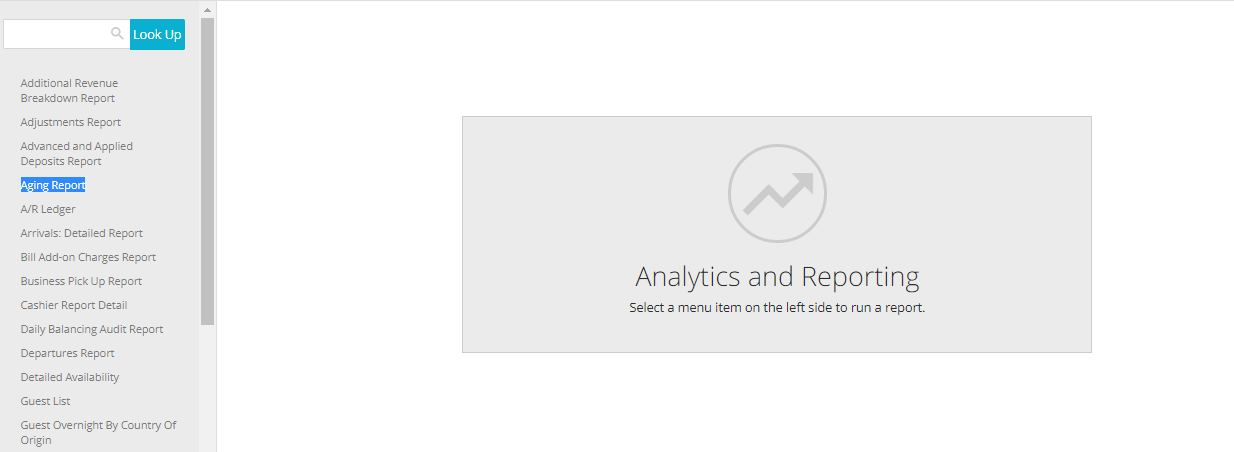 Look Up
Additional Revenue
Breakdown Report
Adjustments Report
Advanced and Applied
Deposits Report
Aging Report
A/R Ledger
Arrivals: Detailed Report
Bill Add-on Charges Report
Business Pick Up Report
Cashier Report Detail
Daily Balancing Audit Report
Departures Report
Detailed Availability
Guest List
Guest Overnight By Country Of
Origin
Analytics and Reporting
Select a menu item on the left side to run a report.